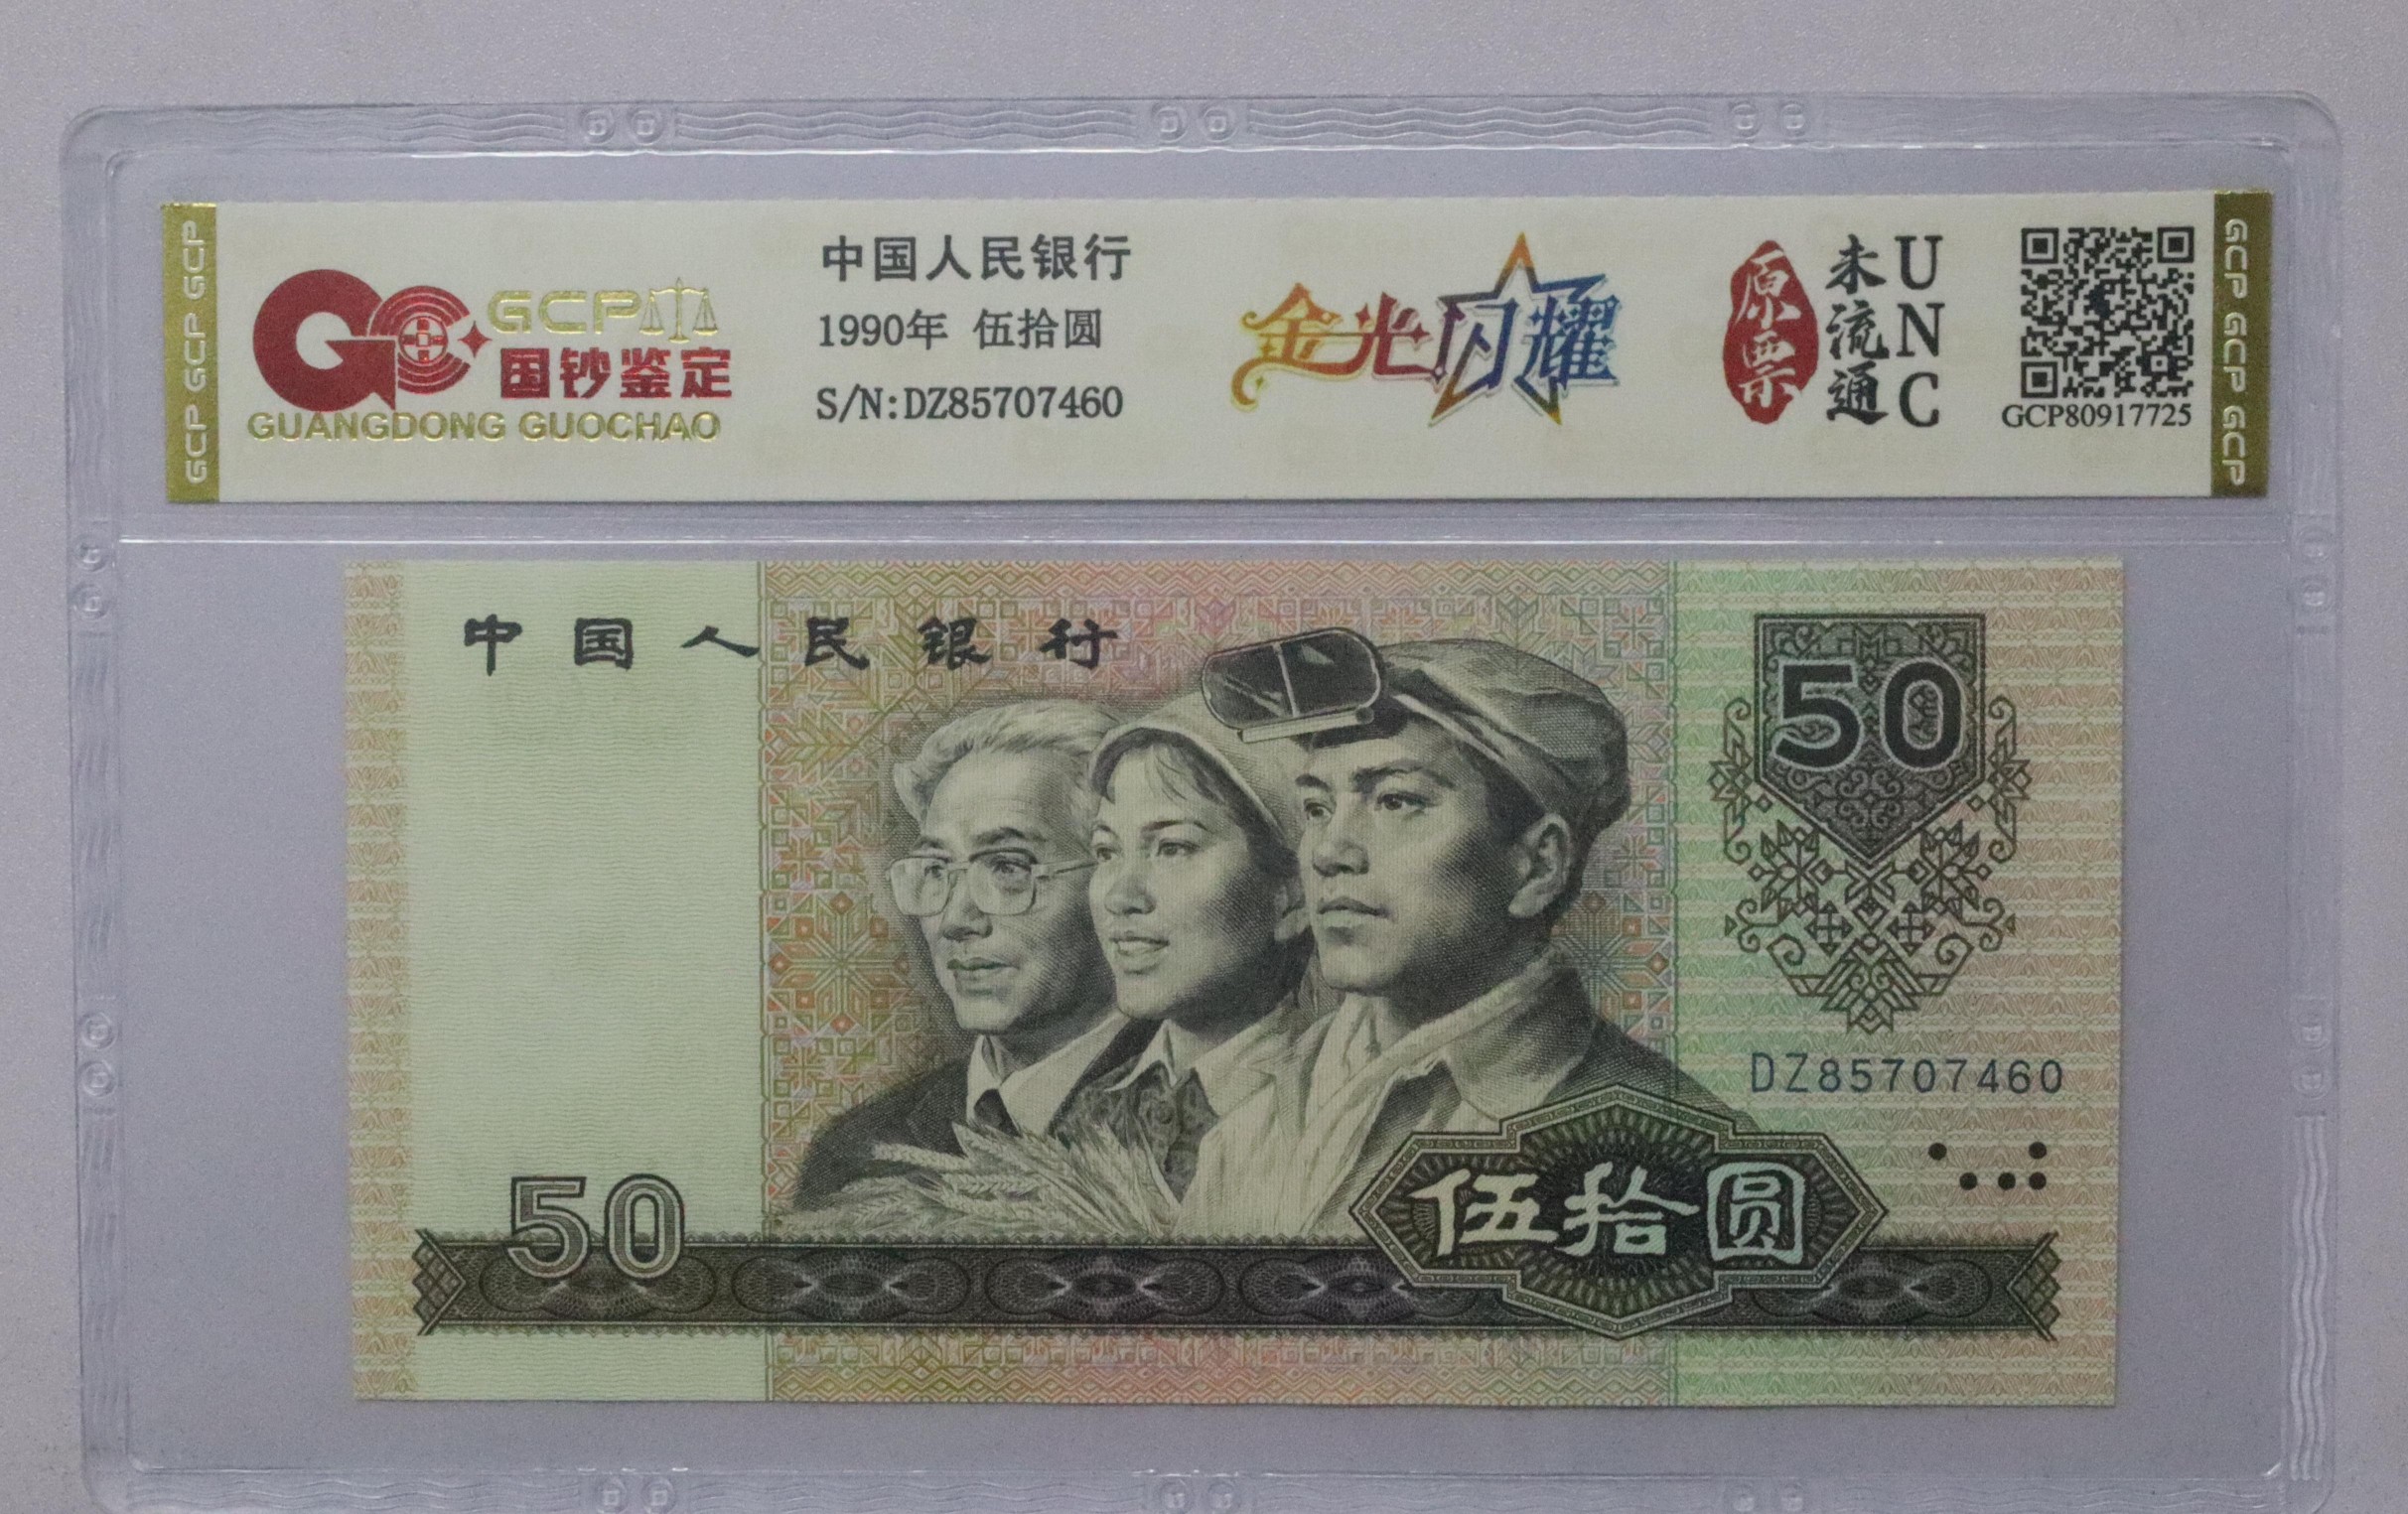 GCP GCP GCP
GCP
国钞鉴定
GUANGDONG GUOCHAO
中国人民银行
1990年 伍拾圆
S/N:DZ85707460
金光闪耀
原票
未流通
UNC
GCP80917725
GCP GCP GCP
中国人民银行
50
DZ85707460
50
伍拾圆